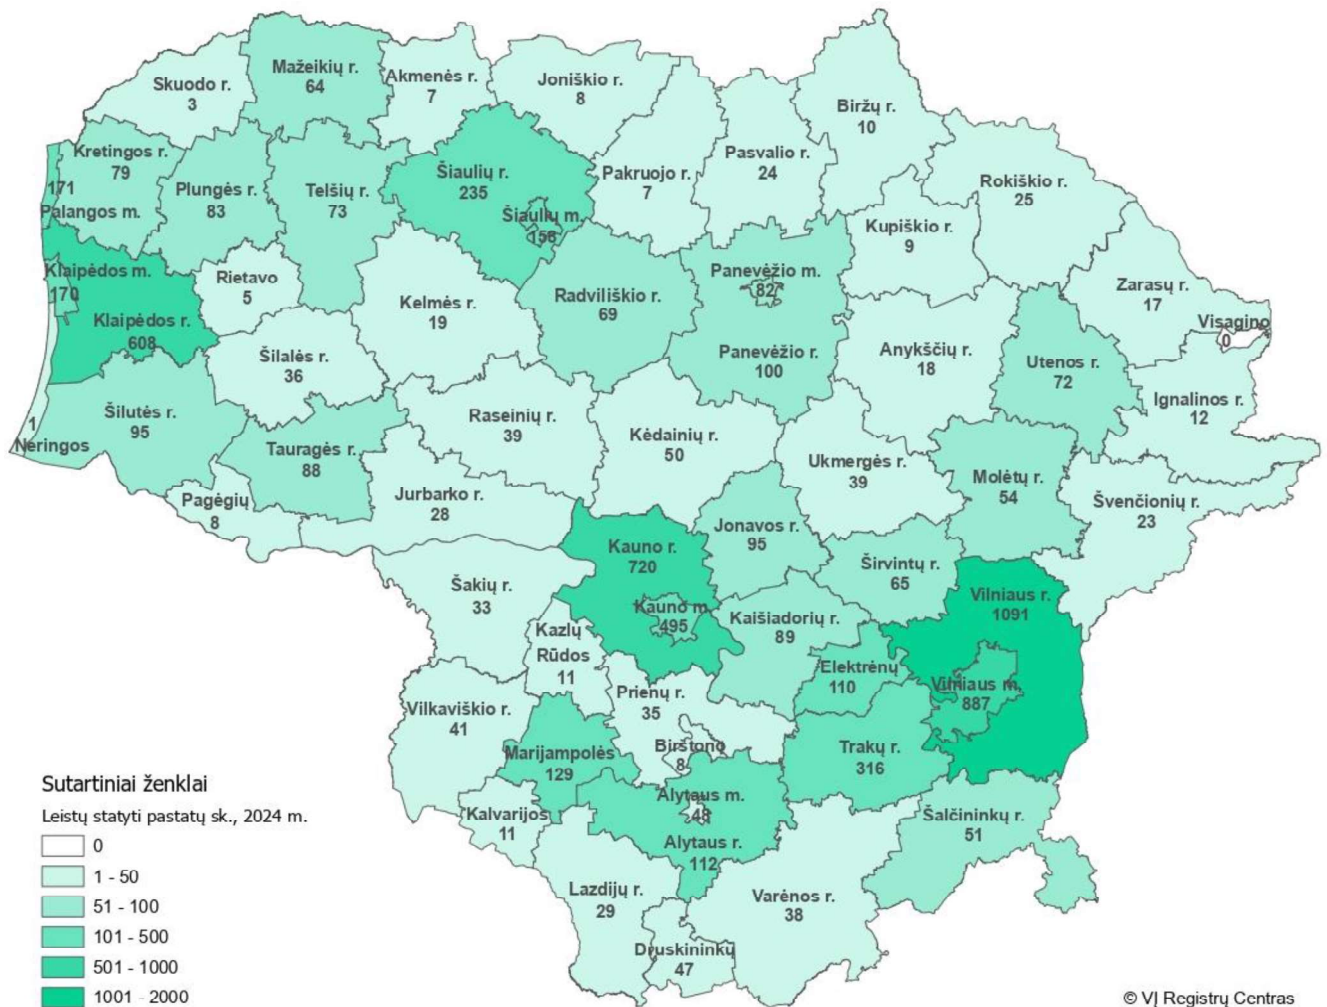 Skuodo r.
3
Mažeikių r.
64
Akmenės r.
7
Joniškio r.
8
Biržų r.
10
Kretingos r.
79
171
Palangos m.
Plungės r.
83
Telšių r.
73
Šiaulių r.
235
Šiaulių m.
158
Pakruojo r.
7
Pasvalio r.
24
Rokiškio r.
25
Kupiškio r.
9
Klaipėdos m.
170
Klaipėdos r.
608
Rietavo
5
Kelmės r.
19
Radviliškio r.
69
Panevėžio m.
82
Panevėžio r.
100
Anykščių r.
18
Zarasų r.
17
Visagino
0
Utenos r.
72
Ignalinos r.
12
Šilalės r.
36
Šilutės r.
95
1
Neringos
Tauragės r.
88
Raseinių r.
39
Kėdainių r.
50
Ukmergės r.
39
Molėtų r.
54
Švenčionių r.
23
Pagėgių
8
Jurbarko r.
28
Jonavos r.
95
Kauno r.
720
Kauno m.
495
Širvintų r.
65
Vilniaus r.
1091
Šakių r.
33
Kazlų
Rūdos
11
Kaišiadorių r.
89
Elektrėnų
110
Vilniaus m.
887
Vilkaviškio r.
41
Prienų r.
35
Birštono
8
Marijampolės
129
Trakų r.
316
Kalvarijos
11
Alytaus m.
48
Alytaus r.
112
Šalčininkų r.
51
Lazdijų r.
29
Varėnos r.
38
Druskininkų
47
Sutartiniai ženklai
Leistų statyti pastatų sk., 2024 m.
0
1 - 50
51 - 100
101 - 500
501 - 1000
1001 - 2000
© VĮ Registrų Centras